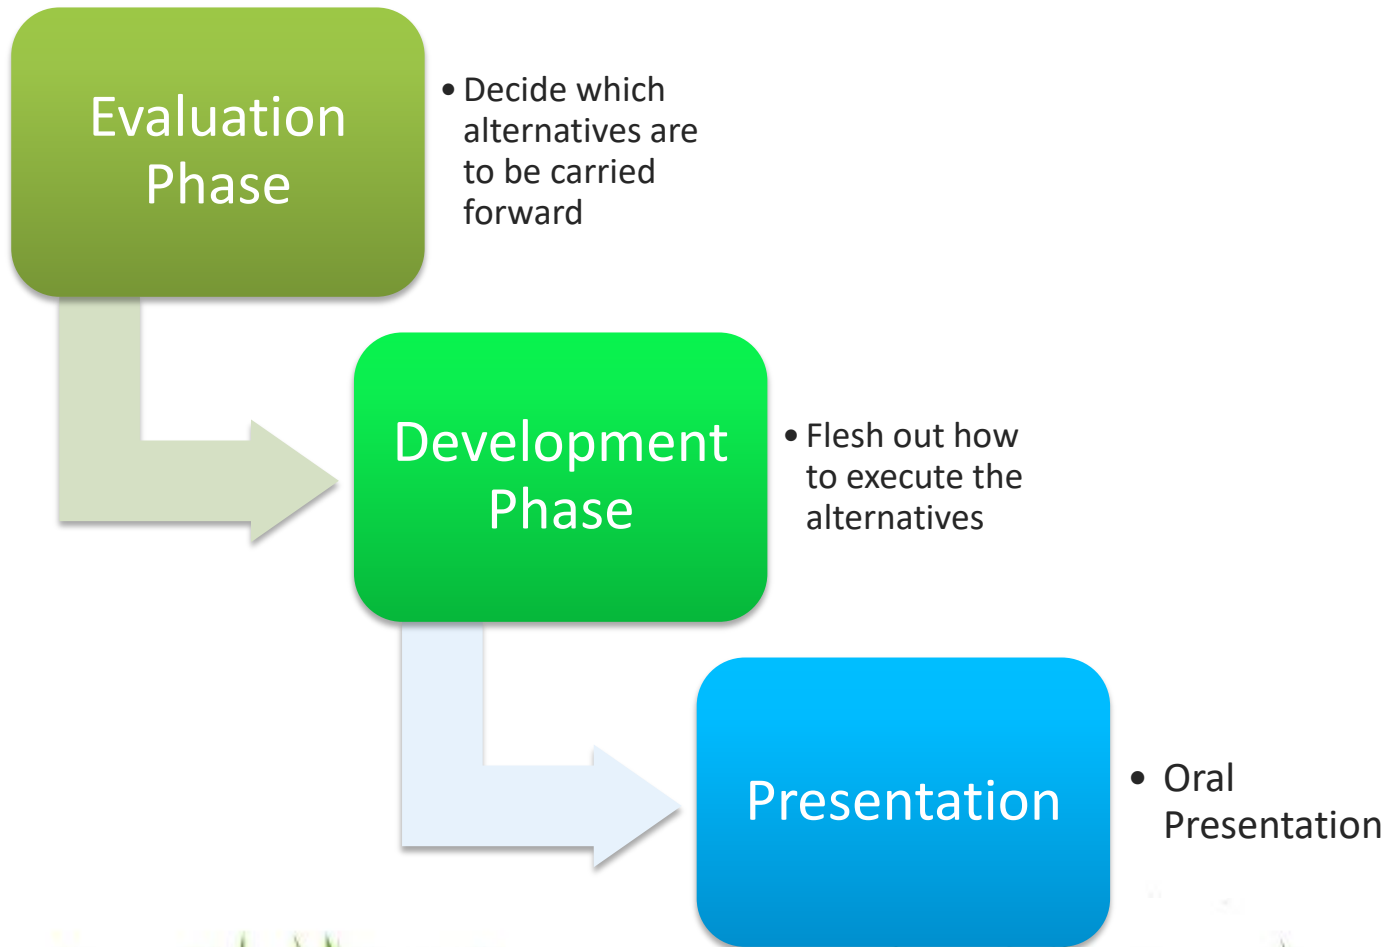 Evaluation
Phase
• Decide which
alternatives are
to be carried
forward
Development
Phase
• Flesh out how
to execute the
alternatives
Presentation
• Oral
Presentation